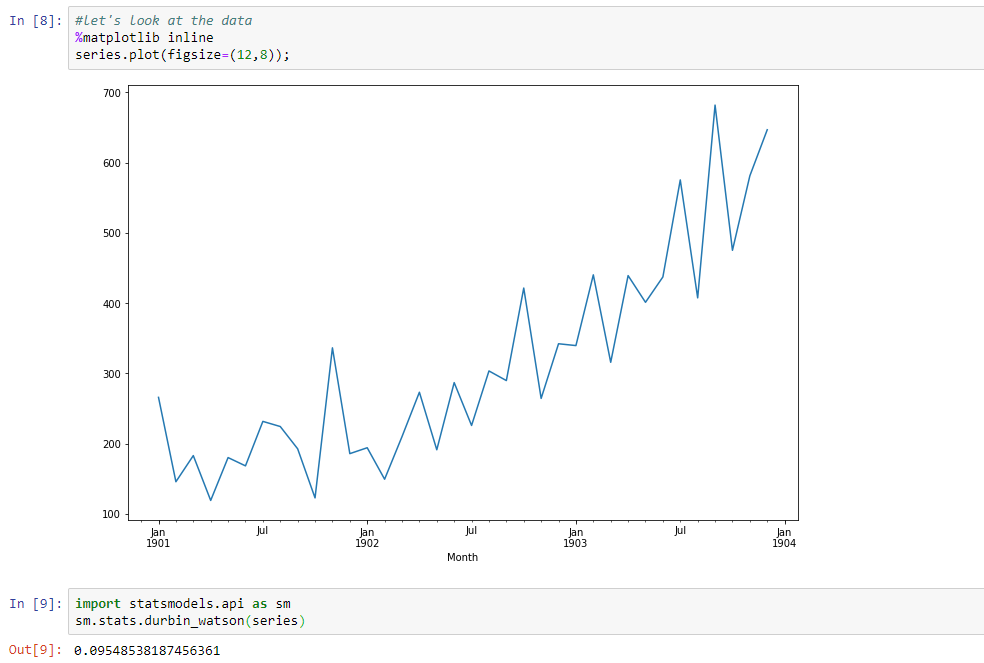 In [8]:
#let's look at the data
%matplotlib inline
series.plot(figsize=(12,8));
700
600
500
400
300
200
100
Jan Jul Jan Jul Jan Jul Jan
1901 1902 1903 1904
Month
In [9]:
import statsmodels.api as sm
sm.stats.durbin_watson(series)
Out[9]: 0.09548538187456361